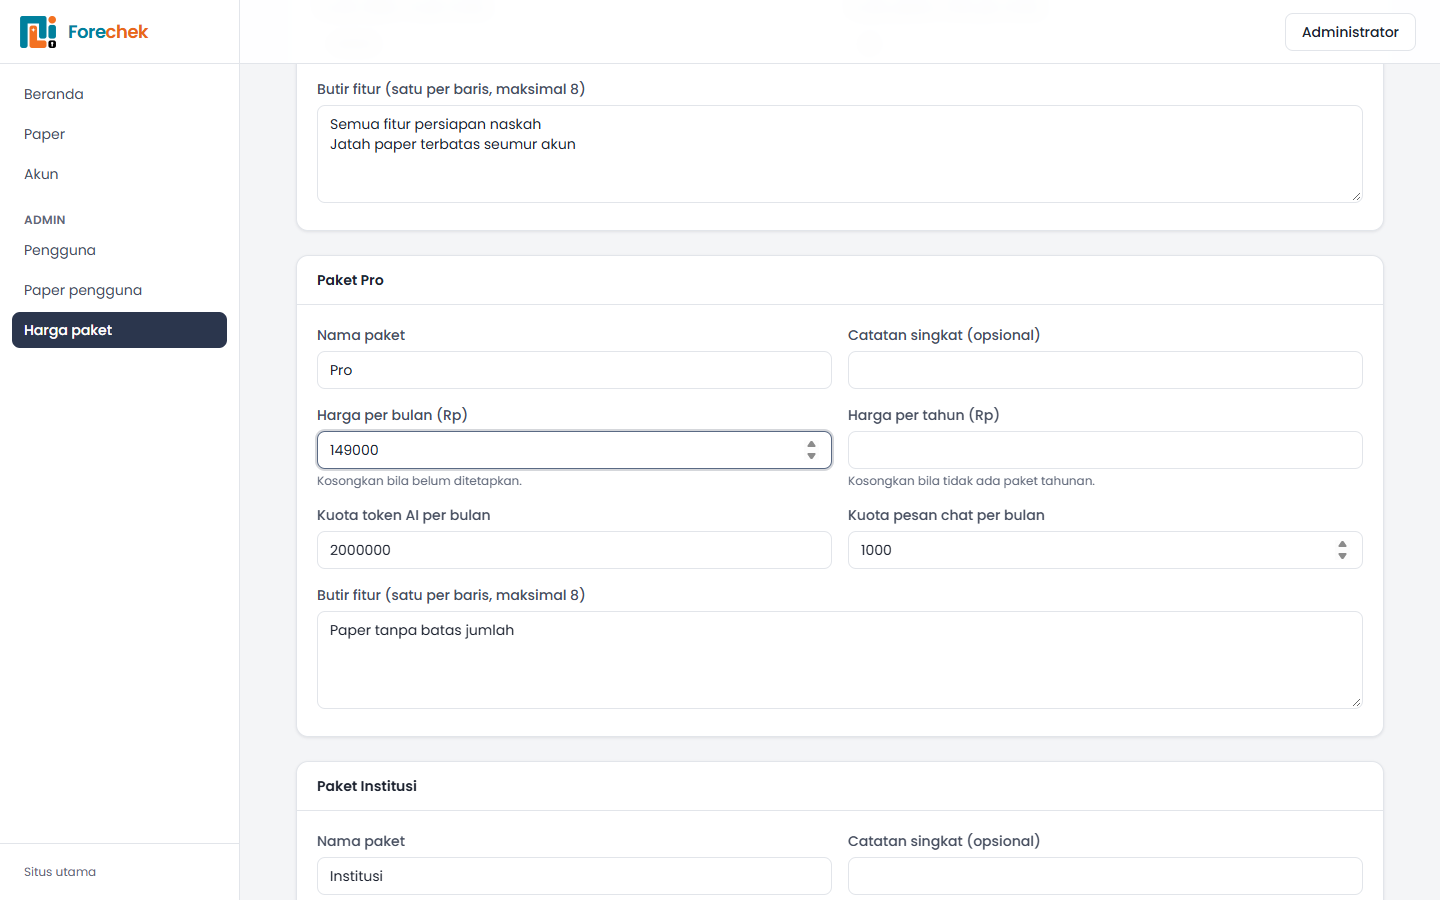 Forechek
Administrator
Beranda
Paper
Akun
ADMIN
Pengguna
Paper pengguna
Harga paket
Situs utama
Butir fitur (satu per baris, maksimal 8)
Semua fitur persiapan naskah
Jatah paper terbatas seumur akun
Paket Pro
Nama paket
Catatan singkat (opsional)
Pro
Harga per bulan (Rp)
Harga per tahun (Rp)
149000
Kosongkan bila belum ditetapkan.
Kosongkan bila tidak ada paket tahunan.
Kuota token AI per bulan
Kuota pesan chat per bulan
2000000
1000
Butir fitur (satu per baris, maksimal 8)
Paper tanpa batas jumlah
Paket Institusi
Nama paket
Catatan singkat (opsional)
Institusi